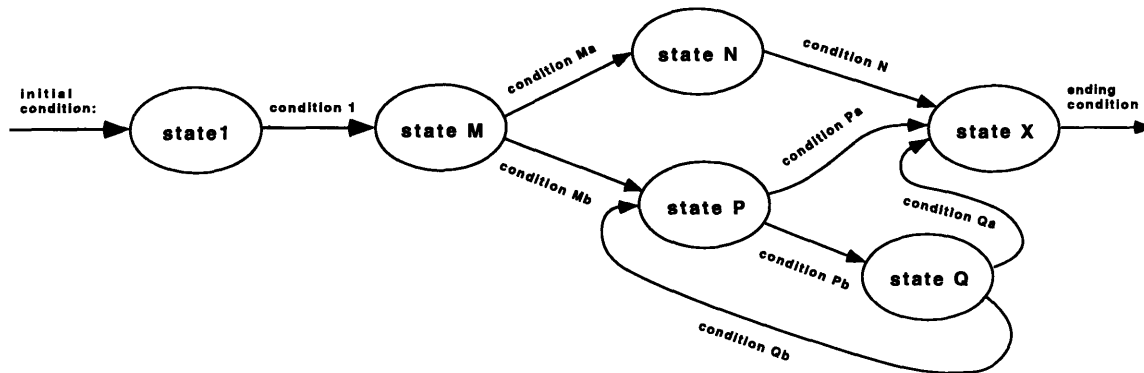 initial
condition:
state1
condition 1
state M
condition Ma
condition Mb
state N
condition N
state P
condition Pa
condition Pb
state Q
condition Qa
condition Qb
state X
ending
condition